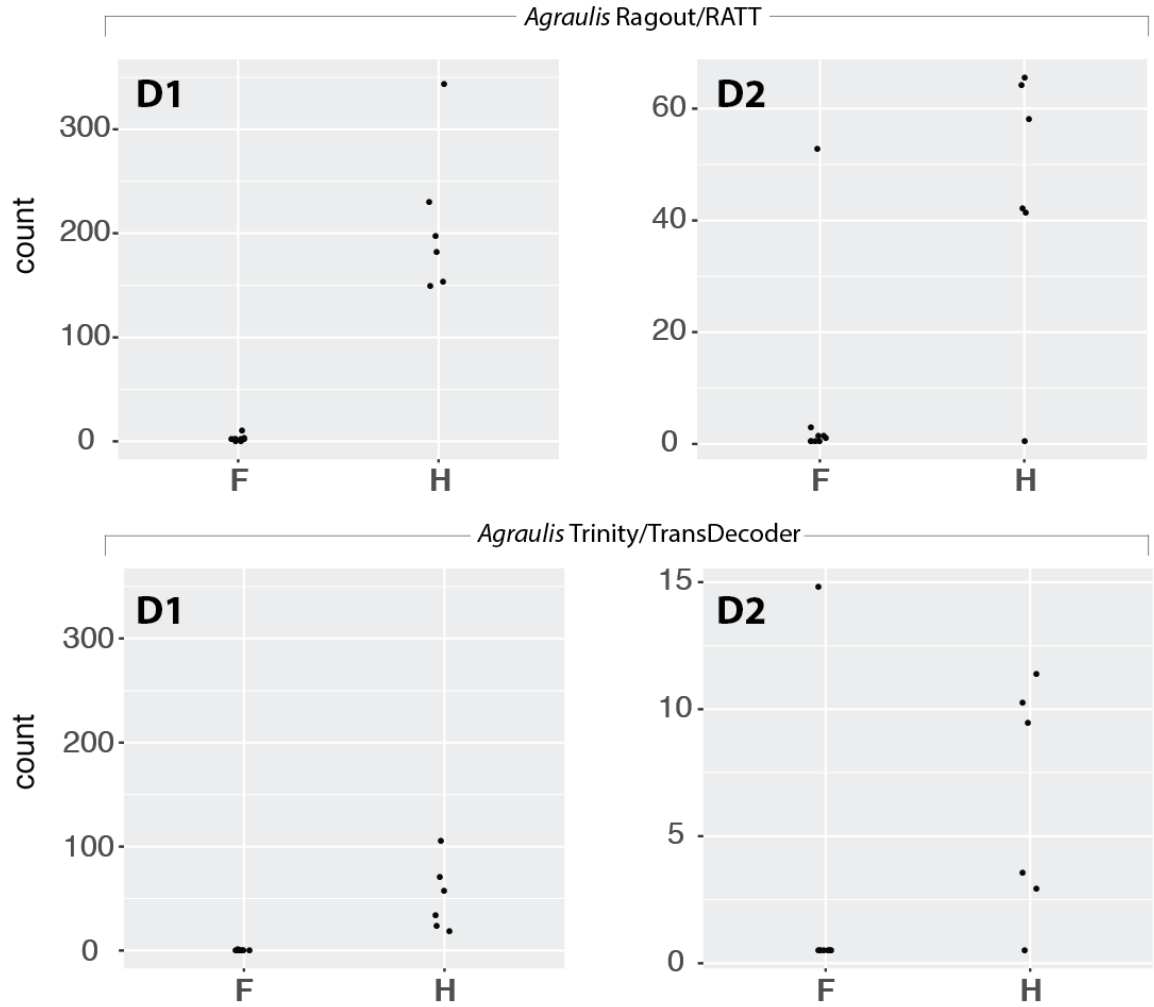 Agraulis Ragout/RATT
D1
D2
count
300
200
100
0
60
40
20
0
F
H
F
H
Agraulis Trinity/TransDecoder
D1
D2
count
300
200
100
0
15
10
5
0
F
H
F
H